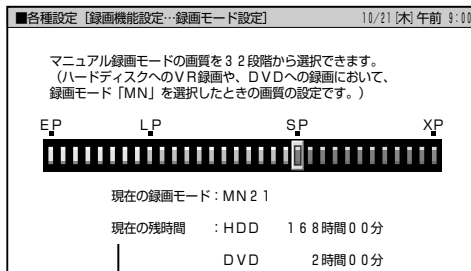 ■各種設定［録画機能設定…録画モード設定］ 10/21[木]午前 9:00
マニュアル録画モードの画質を３２段階から選択できます。
（ハードディスクへのＶＲ録画や、ＤＶＤへの録画において、
録画モード「ＭＮ」を選択したときの画質の設定です。）
ＥＰ ＬＰ ＳＰ ＸＰ
現在の録画モード：ＭＮ２１
現在の残時間 ：ＨＤＤ １６８時間００分
ＤＶＤ ２時間００分